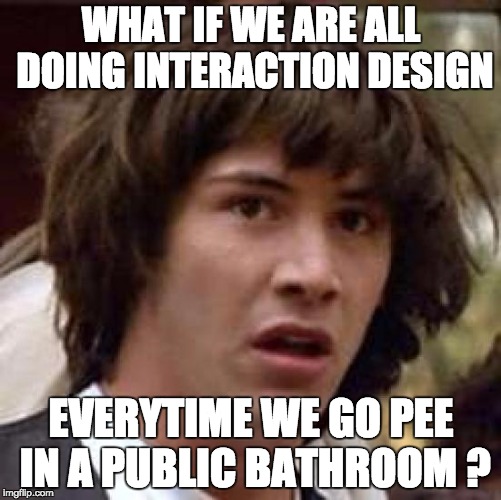 WHAT IF WE ARE ALL
DOING INTERACTION DESIGN
EVERYTIME WE GO PEE
IN A PUBLIC BATHROOM ?
imgflip.com